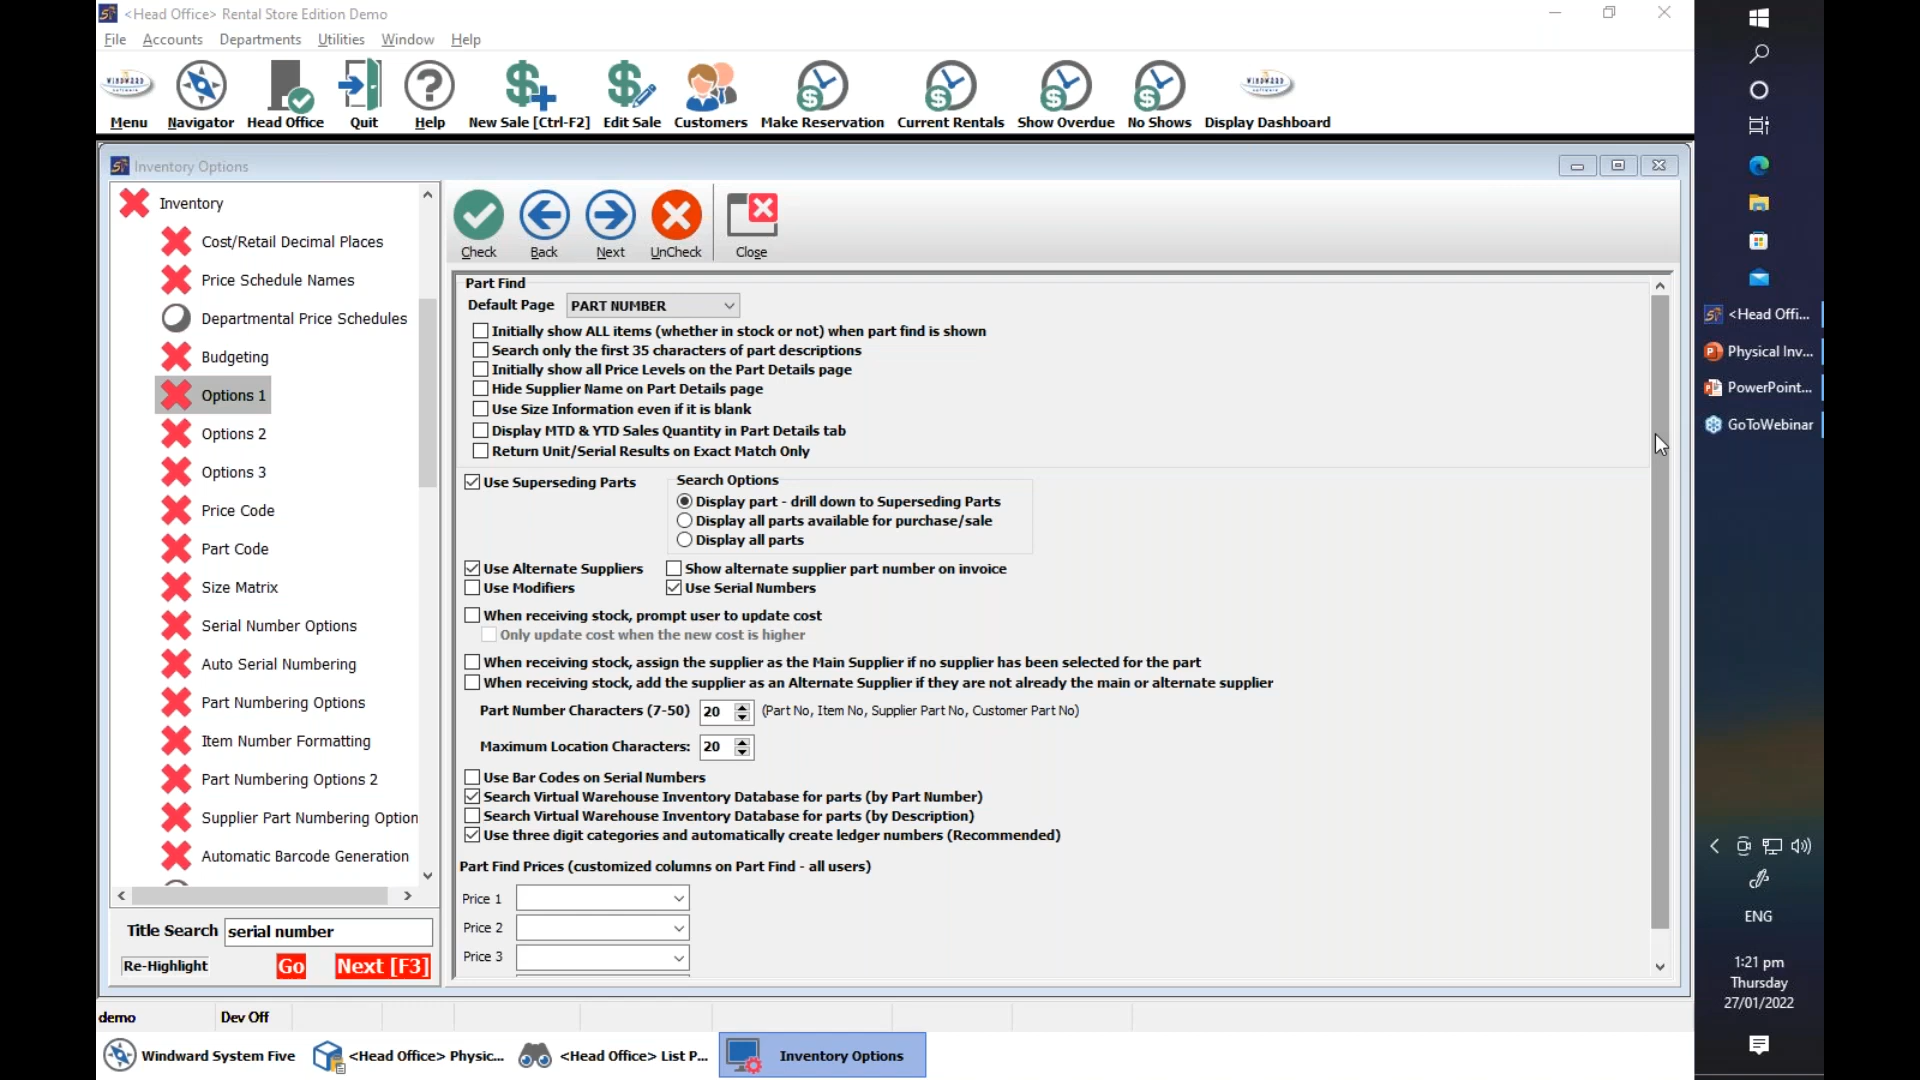 <Head Office> Rental Store Edition Demo
File Accounts Departments Utilities Window Help
Menu Navigator Head Office Quit Help New Sale [Ctrl-F2] Edit Sale Customers Make Reservation Current Rentals Show Overdue No Shows Display Dashboard
Inventory Options
Inventory
Cost/Retail Decimal Places
Price Schedule Names
Departmental Price Schedules
Budgeting
Options 1
Options 2
Options 3
Price Code
Part Code
Size Matrix
Serial Number Options
Auto Serial Numbering
Part Numbering Options
Item Number Formatting
Part Numbering Options 2
Supplier Part Numbering Option
Automatic Barcode Generation
Title Search serial number
Re-Highlight Go Next [F3]
Check Back Next UnCheck Close
Part Find
Default Page PART NUMBER
Initially show ALL items (whether in stock or not) when part find is shown
Search only the first 35 characters of part descriptions
Initially show all Price Levels on the Part Details page
Hide Supplier Name on Part Details page
Use Size Information even if it is blank
Display MTD & YTD Sales Quantity in Part Details tab
Return Unit/Serial Results on Exact Match Only
Use Superseding Parts
Search Options
Display part - drill down to Superseding Parts
Display all parts available for purchase/sale
Display all parts
Use Alternate Suppliers Show alternate supplier part number on invoice
Use Modifiers Use Serial Numbers
When receiving stock, prompt user to update cost
Only update cost when the new cost is higher
When receiving stock, assign the supplier as the Main Supplier if no supplier has been selected for the part
When receiving stock, add the supplier as an Alternate Supplier if they are not already the main or alternate supplier
Part Number Characters (7-50) 20 (Part No, Item No, Supplier Part No, Customer Part No)
Maximum Location Characters: 20
Use Bar Codes on Serial Numbers
Search Virtual Warehouse Inventory Database for parts (by Part Number)
Search Virtual Warehouse Inventory Database for parts (by Description)
Use three digit categories and automatically create ledger numbers (Recommended)
Part Find Prices (customized columns on Part Find - all users)
Price 1
Price 2
Price 3
demo Dev Off
Windward System Five <Head Office> Physic... <Head Office> List P... Inventory Options
<Head Offi...
Physical Inv...
PowerPoint...
GoToWebinar
ENG
1:21 pm
Thursday
27/01/2022